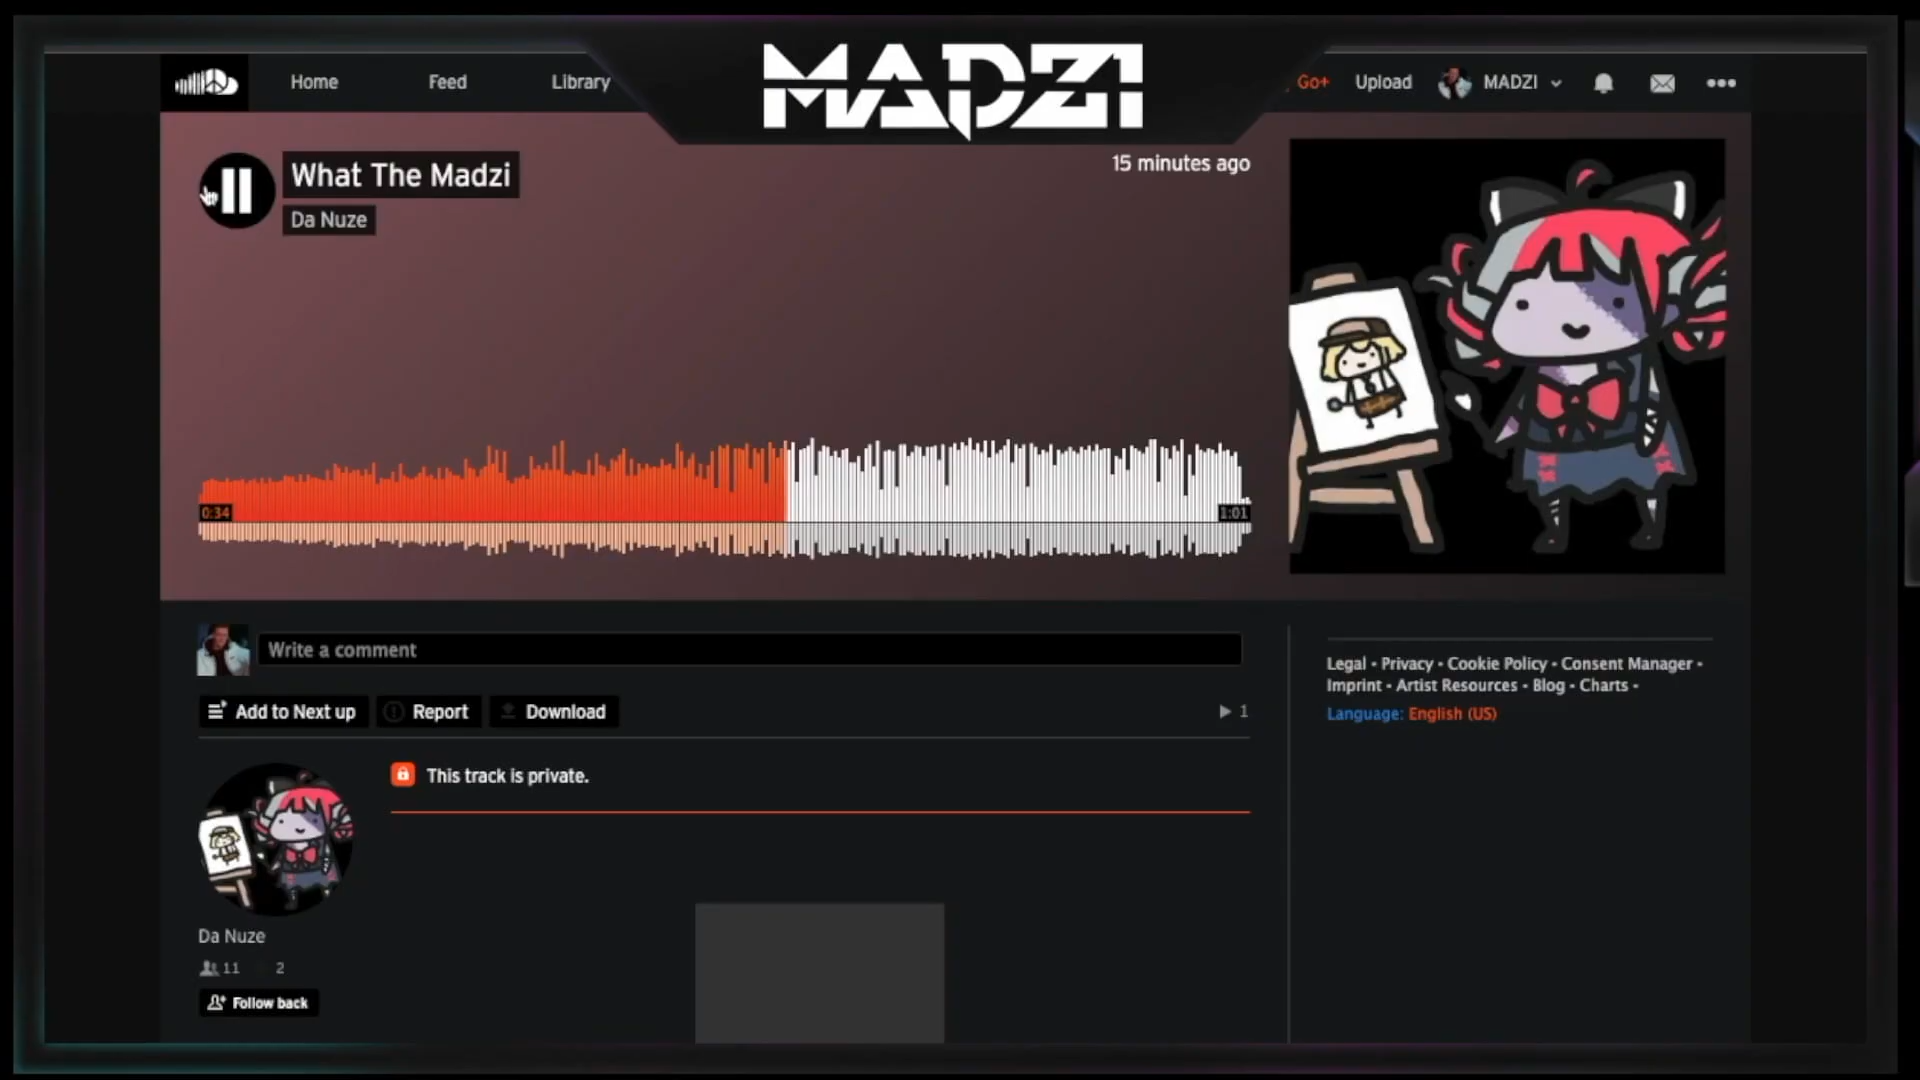 MADZI
Home
Feed
Library
Go+
Upload
MADZI
What The Madzi
Da Nuze
15 minutes ago
0:34
1:01
Write a comment
Add to Next up
Report
Download
1
This track is private.
Da Nuze
11
2
Follow back
Legal - Privacy - Cookie Policy - Consent Manager -
Imprint - Artist Resources - Blog - Charts -
Language: English (US)